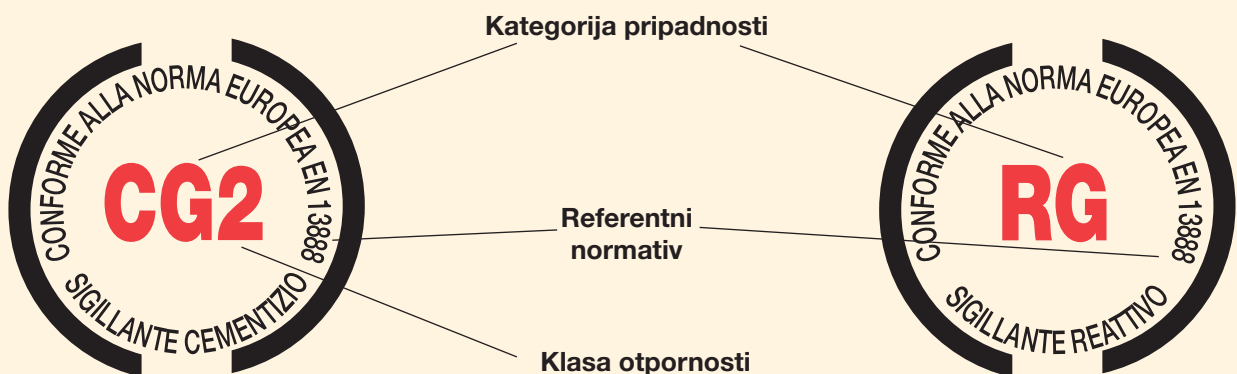 Kategorija pripadnosti
CONFORME ALLA NORMA EUROPEA EN 13888
CG2
SIGILLANTE CEMENTIZIO
Referentni
normativ
CONFORME ALLA NORMA EUROPEA EN 13888
RG
SIGILLANTE REATTIVO
Klasa otpornosti